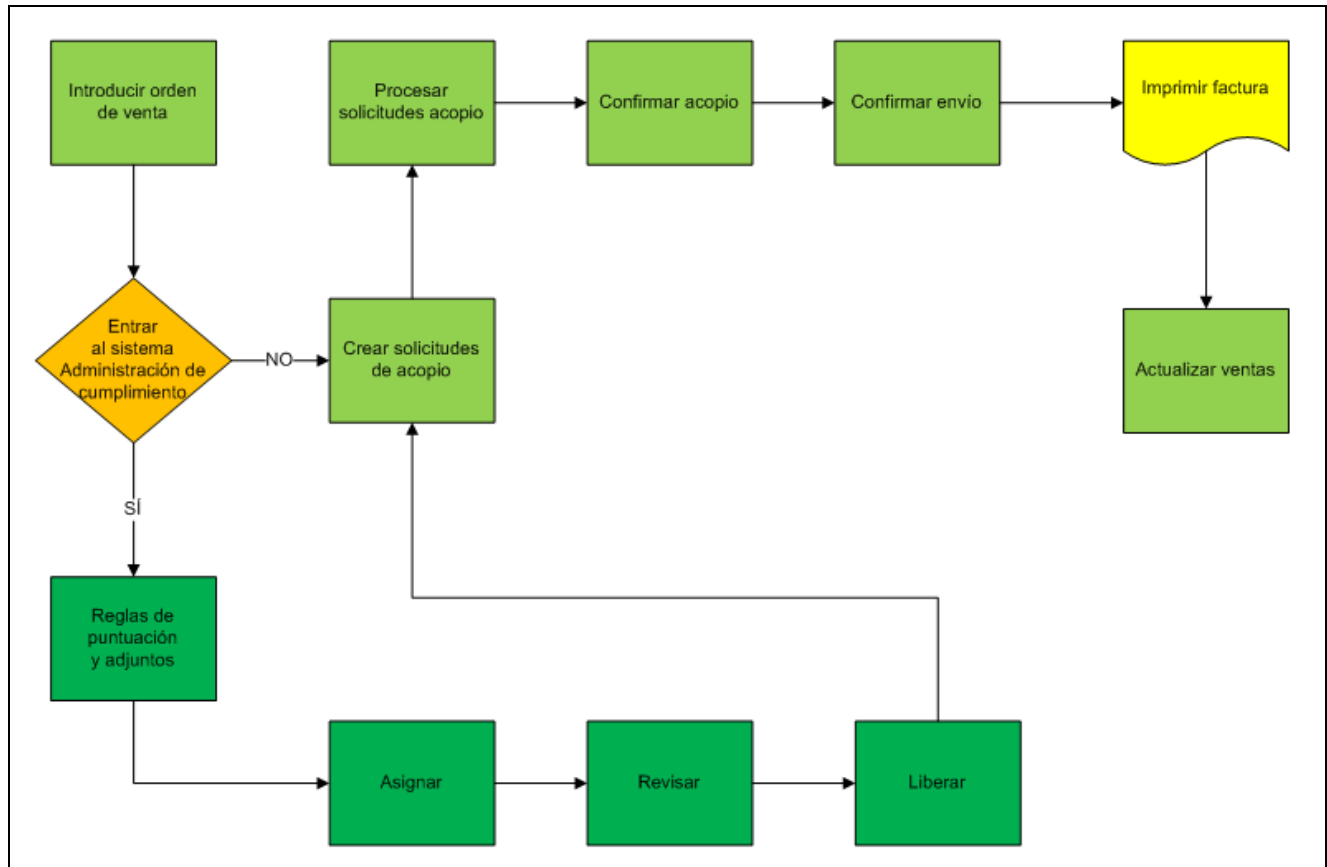 Introducir orden
de venta
Procesar
solicitudes acopio
Confirmar acopio
Confirmar envío
Imprimir factura
Entrar
al sistema
Administración de
cumplimiento
NO
Crear solicitudes
de acopio
Actualizar ventas
SÍ
Reglas de
puntuación
y adjuntos
Asignar
Revisar
Liberar